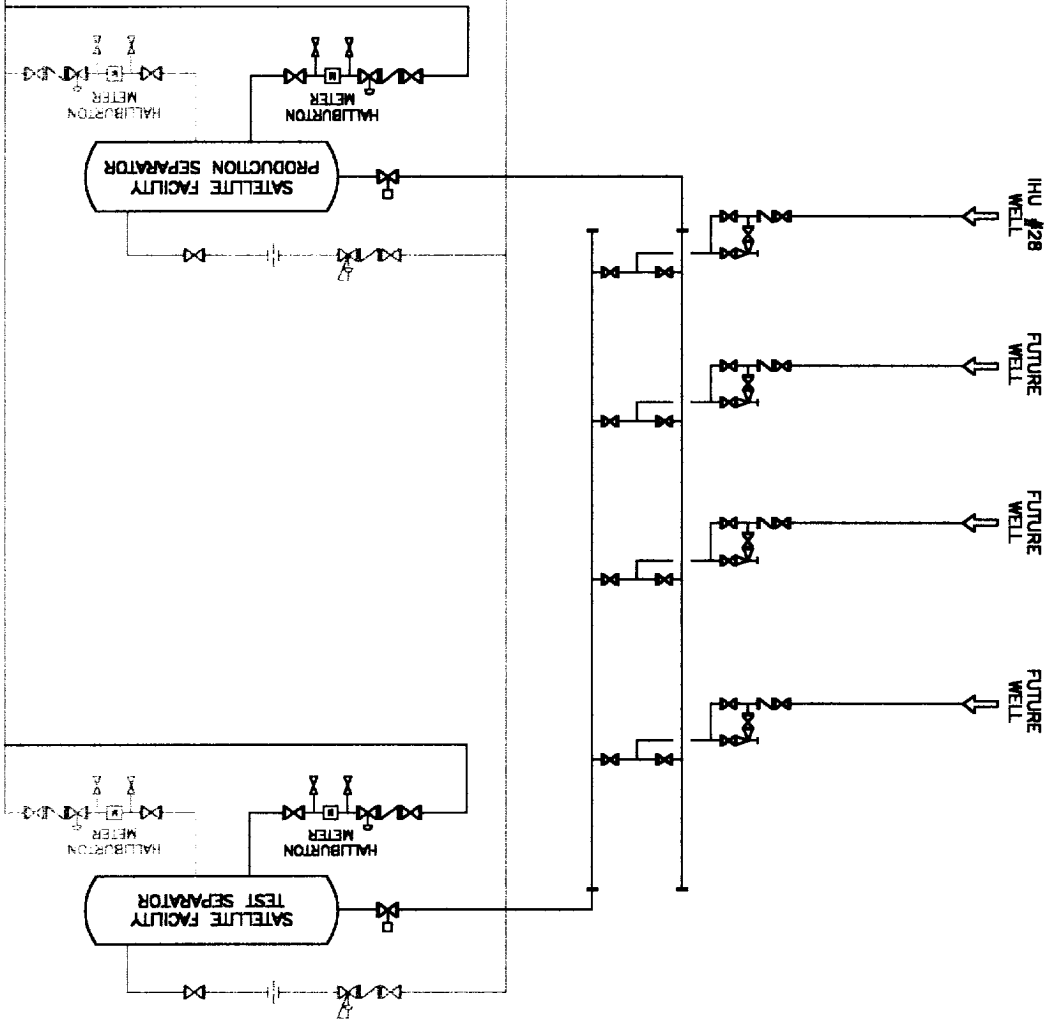 HALLIBURTON
METER
HALLIBURTON
METER
SATELLITE FACILITY
PRODUCTION SEPARATOR
IHU #28
WELL
FUTURE
WELL
FUTURE
WELL
FUTURE
WELL
HALLIBURTON
METER
HALLIBURTON
METER
SATELLITE FACILITY
TEST SEPARATOR
M
M
M
M